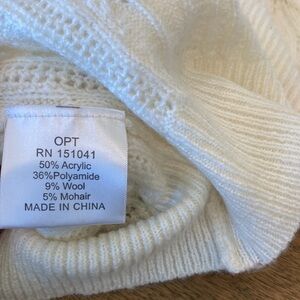 OPT
RN 151041
50% Acrylic
36%Polyamide
9% Wool
5% Mohair
MADE IN CHINA